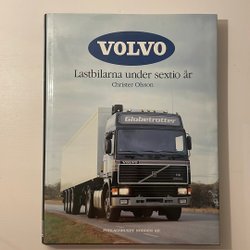 VOLVO
Lastbilarna under sextio år
Christer Olsson
Globetrotter
VOLVO